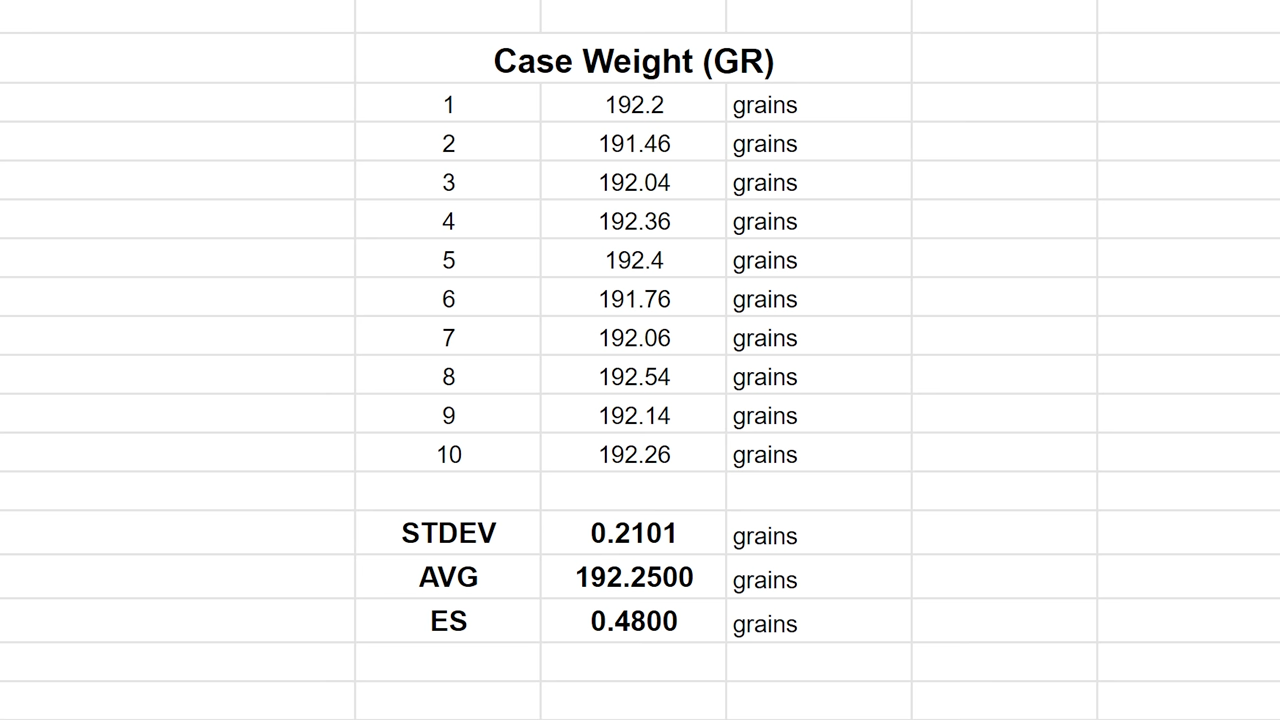 Case Weight (GR)
1 192.2 grains
2 191.46 grains
3 192.04 grains
4 192.36 grains
5 192.4 grains
6 191.76 grains
7 192.06 grains
8 192.54 grains
9 192.14 grains
10 192.26 grains
STDEV 0.2101 grains
AVG 192.2500 grains
ES 0.4800 grains